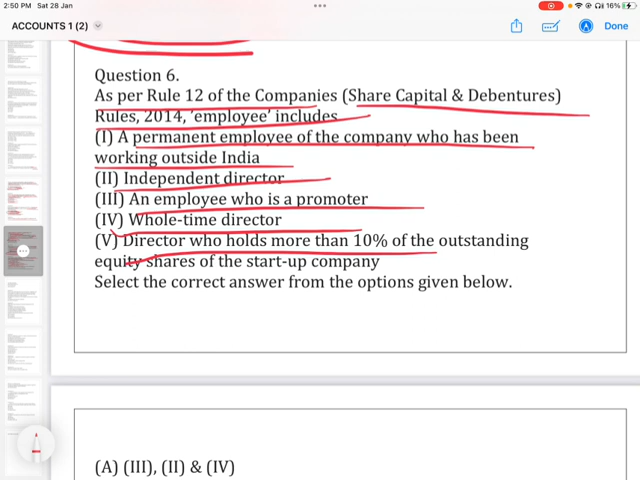 2:50 PM Sat 28 Jan
16%
ACCOUNTS 1 (2)
Done
Question 6.
As per Rule 12 of the Companies (Share Capital & Debentures)
Rules, 2014, 'employee' includes
(I) A permanent employee of the company who has been
working outside India
(II) Independent director
(III) An employee who is a promoter
(IV) Whole-time director
(V) Director who holds more than 10% of the outstanding
equity shares of the start-up company
Select the correct answer from the options given below.
(A) (III), (II) & (IV)